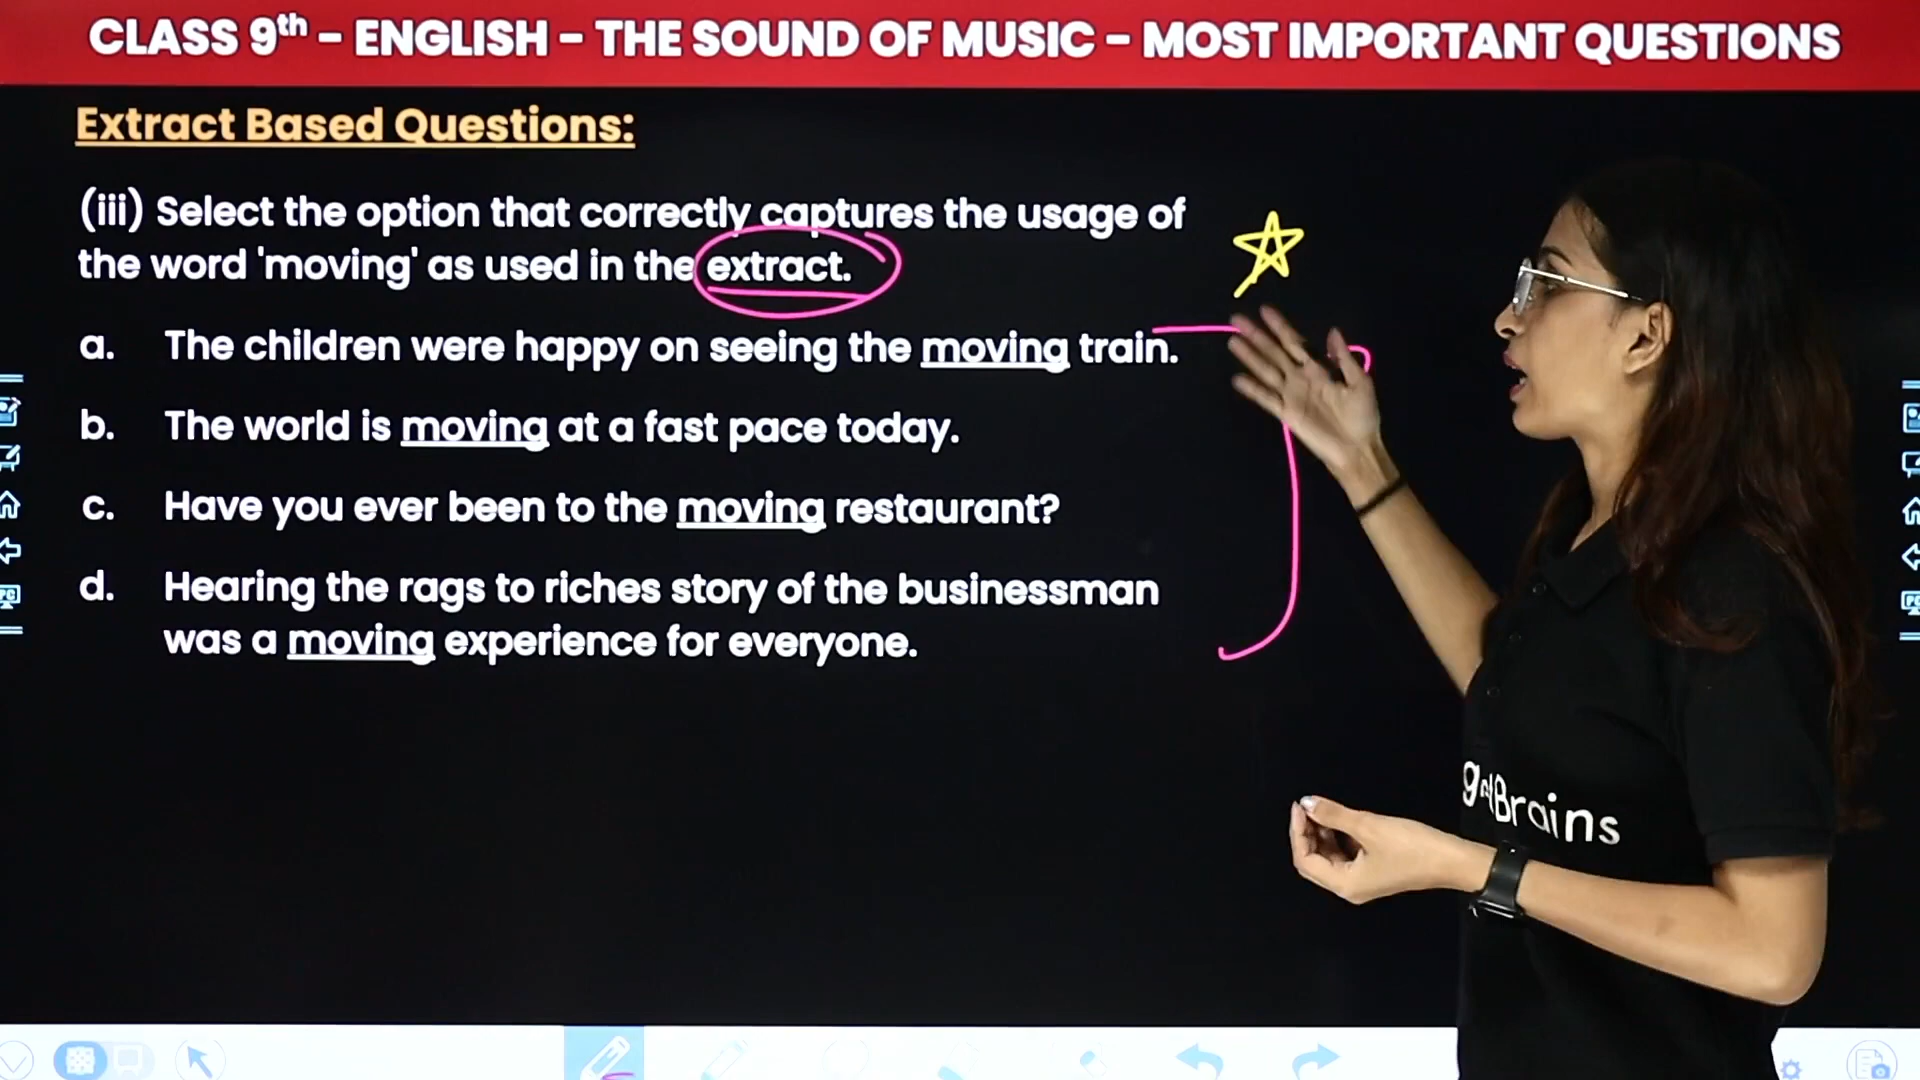 CLASS 9th – ENGLISH – THE SOUND OF MUSIC – MOST IMPORTANT QUESTIONS
Extract Based Questions:
(iii) Select the option that correctly captures the usage of
the word 'moving' as used in the extract.
a. The children were happy on seeing the moving train.
b. The world is moving at a fast pace today.
c. Have you ever been to the moving restaurant?
d. Hearing the rags to riches story of the businessman
was a moving experience for everyone.